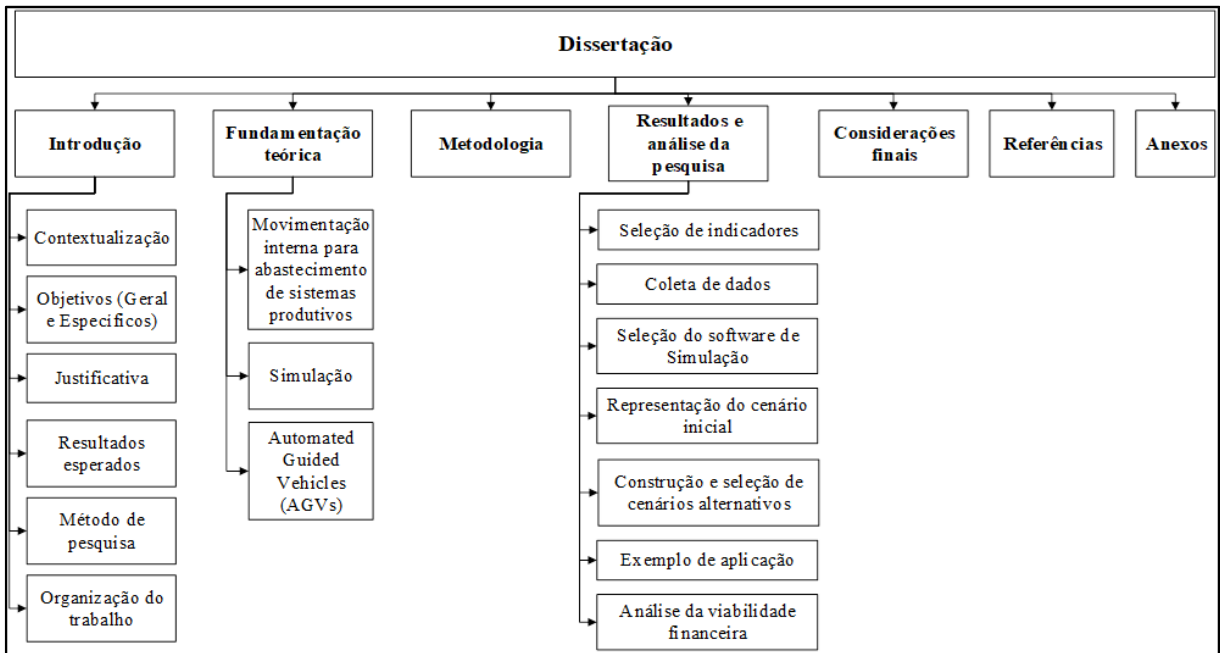 Dissertação
Introdução
Fundamentação
teórica
Metodologia
Resultados e
análise da
pesquisa
Considerações
finais
Referências
Anexos
Contextualização
Objetivos (Geral
e Específicos)
Justificativa
Resultados
esperados
Método de
pesquisa
Organização do
trabalho
Movimentação
interna para
abastecimento
de sistemas
produtivos
Simulação
Automated
Guided
Vehicles
(AGVs)
Seleção de indicadores
Coleta de dados
Seleção do software de
Simulação
Representação do cenário
inicial
Construção e seleção de
cenários alternativos
Exemplo de aplicação
Análise da viabilidade
financeira